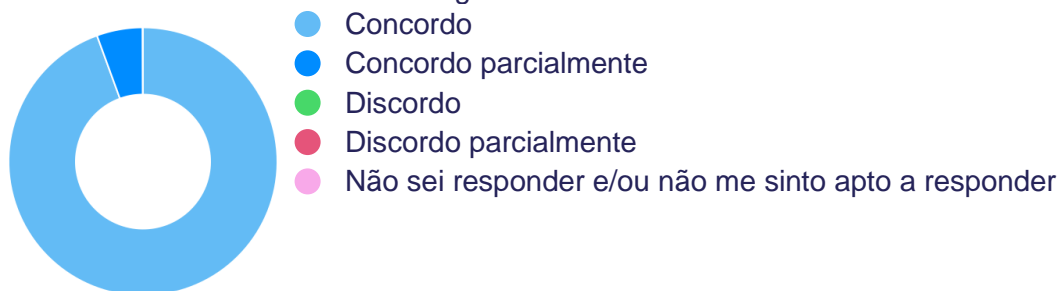 Concordo
Concordo parcialmente
Discordo
Discordo parcialmente
Não sei responder e/ou não me sinto apto a responder